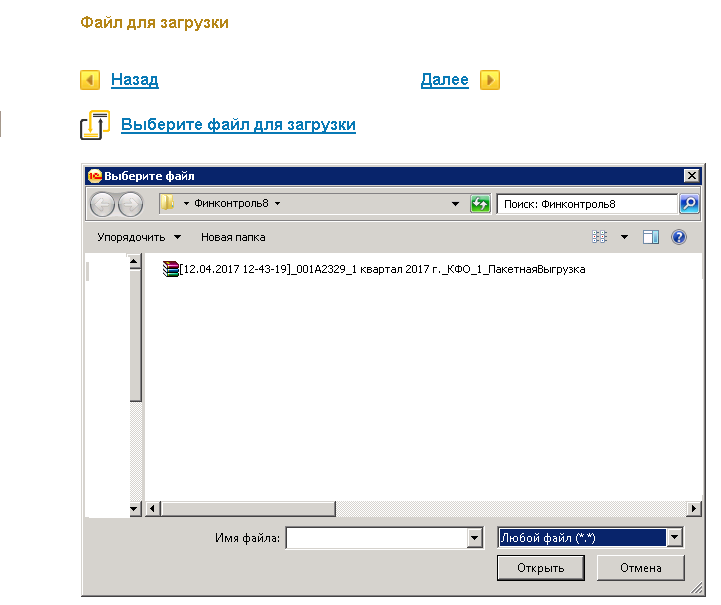 Файл для загрузки
Назад
Далее
Выберите файл для загрузки
1С Выберите файл
Финконтроль8
Поиск: Финконтроль8
Упорядочить
Новая папка
[12.04.2017 12-43-19]_001A2329_1 квартал 2017 г._КФО_1_ПакетнаяВыгрузка
Имя файла:
Любой файл (*.*)
Открыть
Отмена